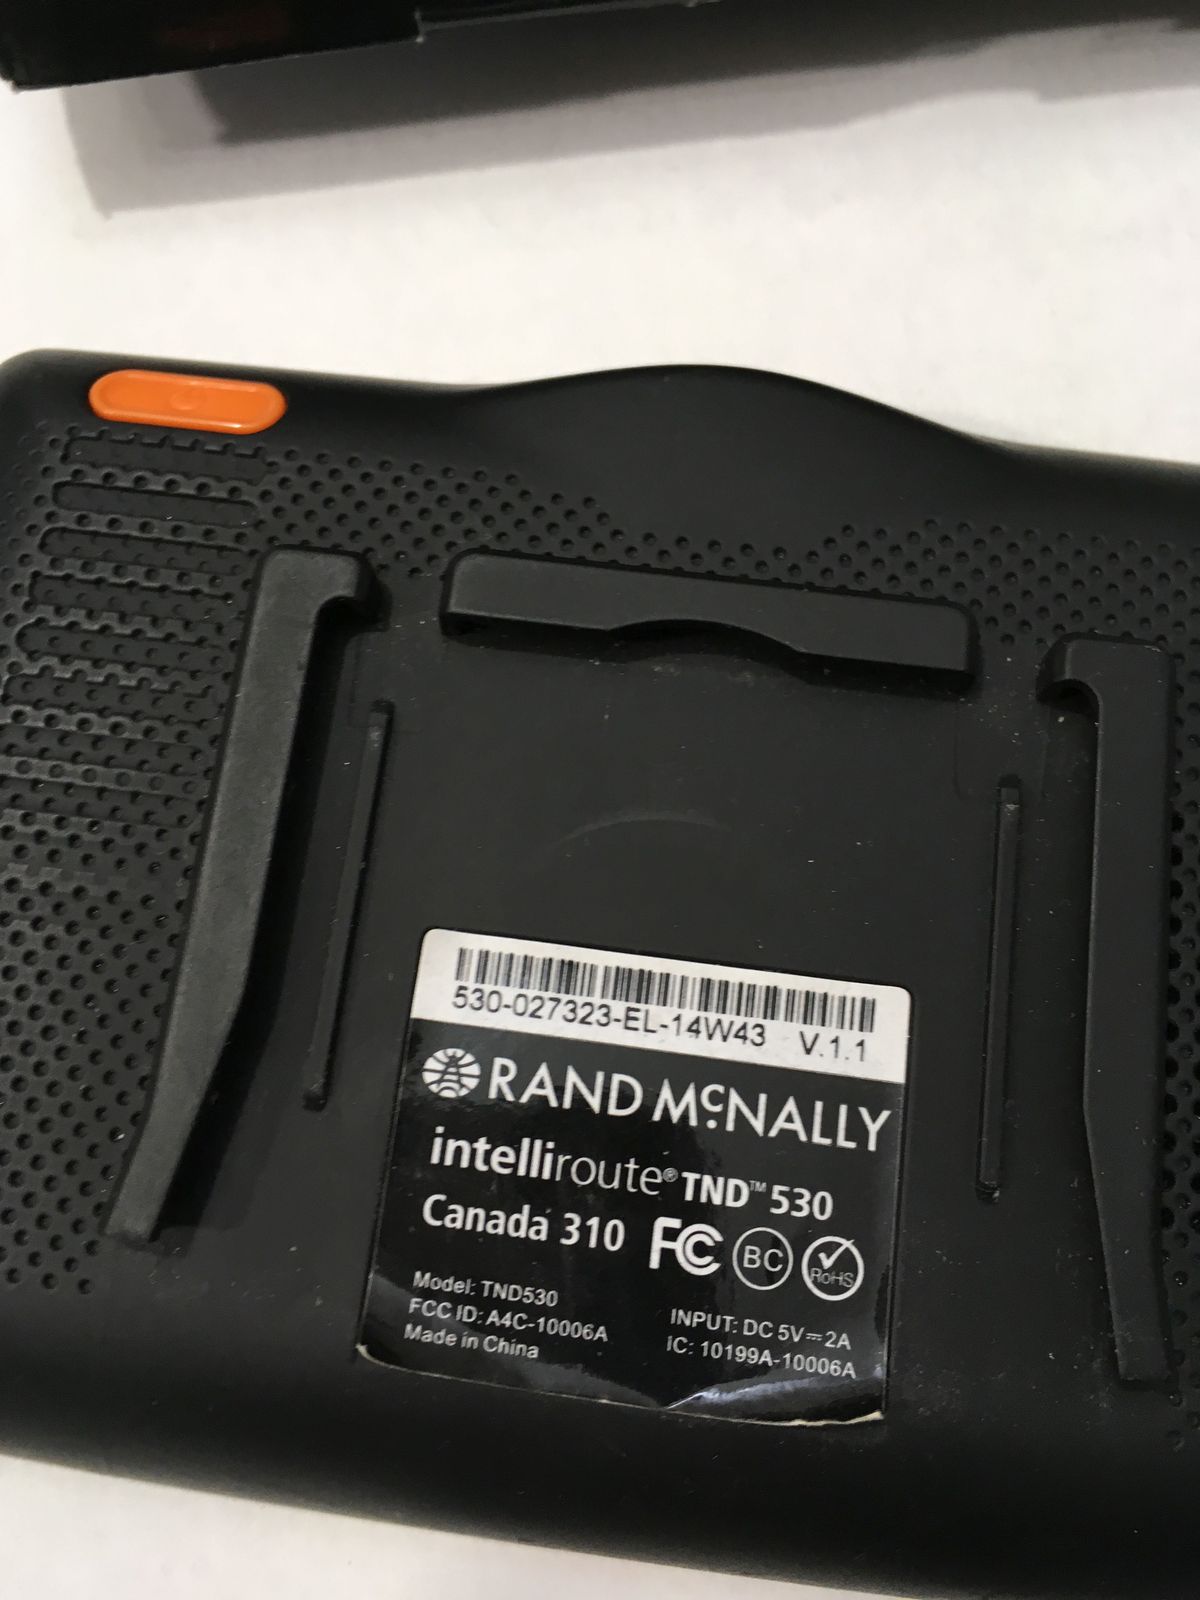 530-027323-EL-14W43 V.1.1
RAND McNALLY
intelliroute® TND™ 530
Canada 310 FC BC RoHS
Model: TND530
FCC ID: A4C-10006A
Made in China
INPUT: DC 5V⎓2A
IC: 10199A-10006A